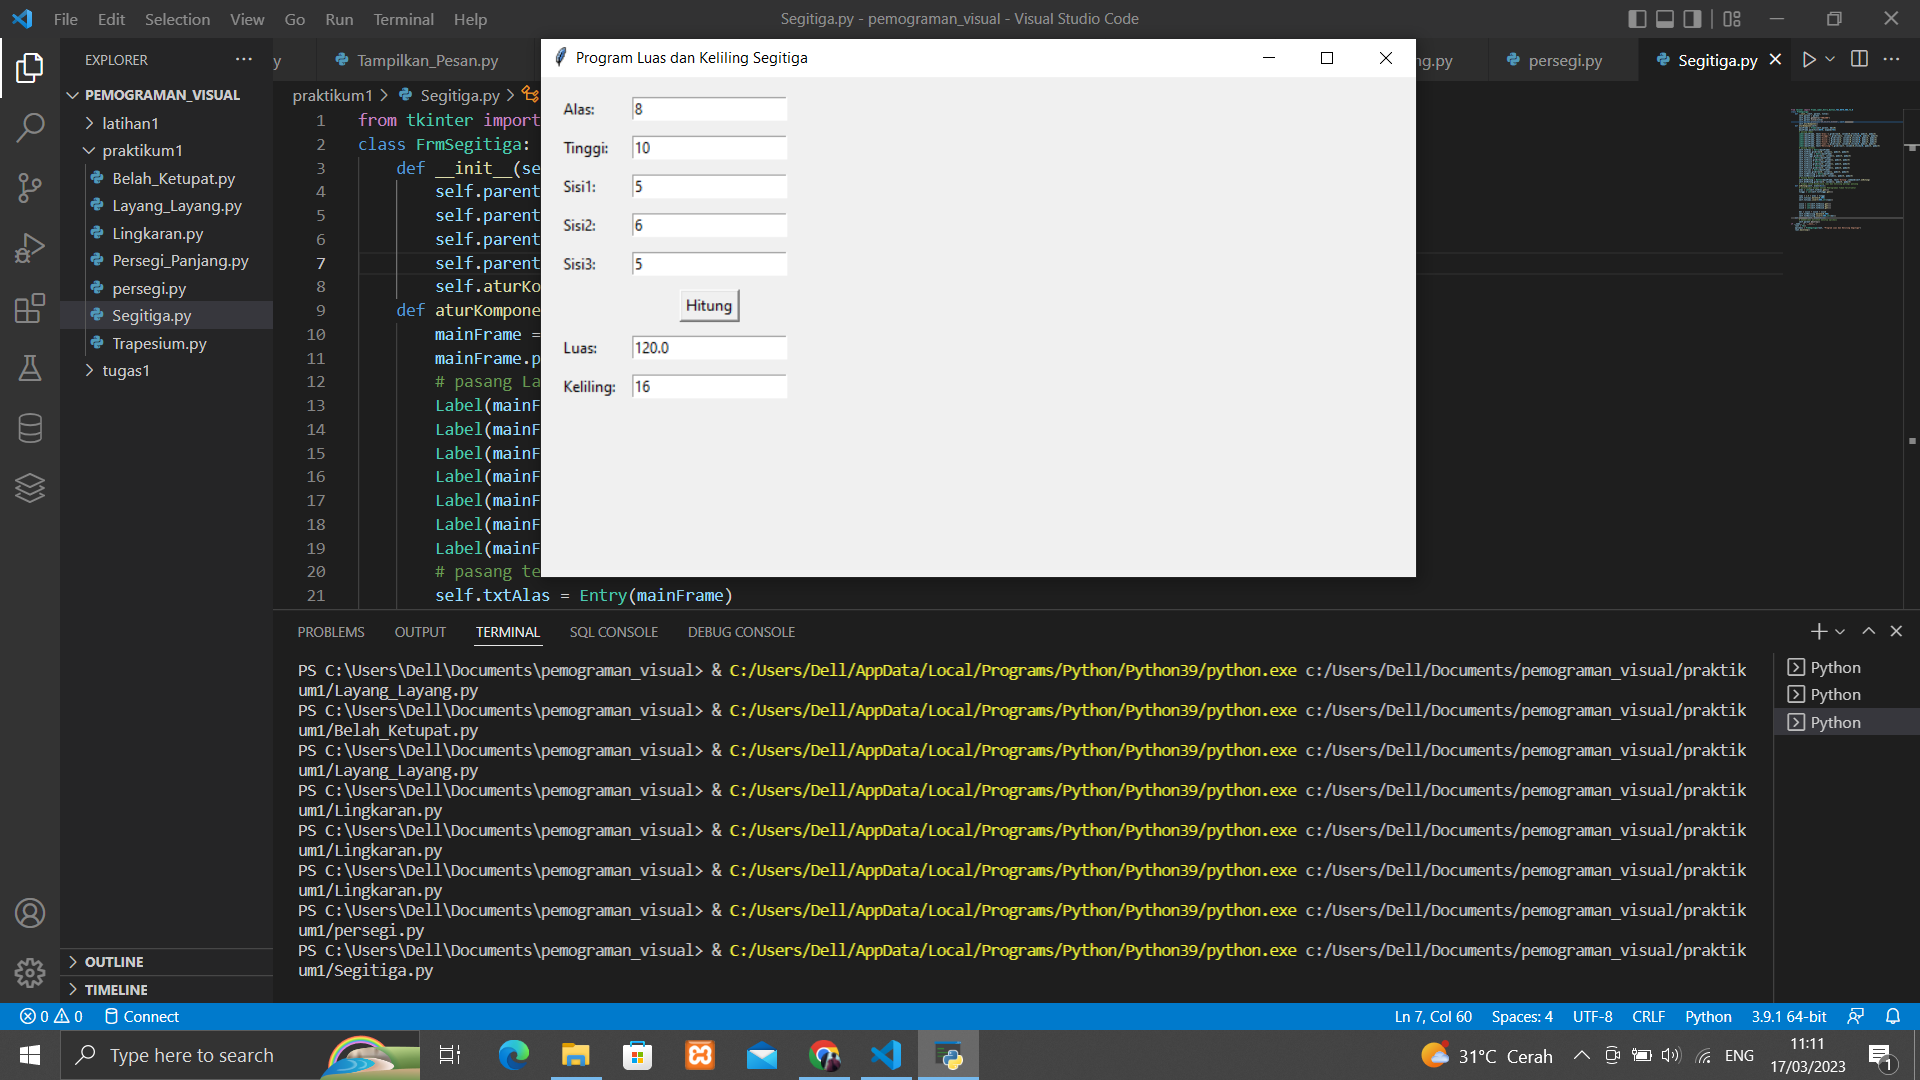 File Edit Selection View Go Run Terminal Help
Segitiga.py - pemograman_visual - Visual Studio Code
EXPLORER
PEMOGRAMAN_VISUAL
latihan1
praktikum1
Belah_Ketupat.py
Layang_Layang.py
Lingkaran.py
Persegi_Panjang.py
persegi.py
Segitiga.py
Trapesium.py
tugas1
OUTLINE
TIMELINE
y Tampilkan_Pesan.py ng.py persegi.py Segitiga.py
praktikum1 > Segitiga.py >
1 from tkinter import
2 class FrmSegitiga:
3 def __init__(se
4 self.parent
5 self.parent
6 self.parent
7 self.parent
8 self.aturKo
9 def aturKompone
10 mainFrame =
11 mainFrame.p
12 # pasang La
13 Label(mainF
14 Label(mainF
15 Label(mainF
16 Label(mainF
17 Label(mainF
18 Label(mainF
19 Label(mainF
20 # pasang te
21 self.txtAlas = Entry(mainFrame)
Program Luas dan Keliling Segitiga
Alas: 8
Tinggi: 10
Sisi1: 5
Sisi2: 6
Sisi3: 5
Hitung
Luas: 120.0
Keliling: 16
PROBLEMS OUTPUT TERMINAL SQL CONSOLE DEBUG CONSOLE
PS C:\Users\Dell\Documents\pemograman_visual> & C:/Users/Dell/AppData/Local/Programs/Python/Python39/python.exe c:/Users/Dell/Documents/pemograman_visual/praktik
um1/Layang_Layang.py
PS C:\Users\Dell\Documents\pemograman_visual> & C:/Users/Dell/AppData/Local/Programs/Python/Python39/python.exe c:/Users/Dell/Documents/pemograman_visual/praktik
um1/Belah_Ketupat.py
PS C:\Users\Dell\Documents\pemograman_visual> & C:/Users/Dell/AppData/Local/Programs/Python/Python39/python.exe c:/Users/Dell/Documents/pemograman_visual/praktik
um1/Layang_Layang.py
PS C:\Users\Dell\Documents\pemograman_visual> & C:/Users/Dell/AppData/Local/Programs/Python/Python39/python.exe c:/Users/Dell/Documents/pemograman_visual/praktik
um1/Lingkaran.py
PS C:\Users\Dell\Documents\pemograman_visual> & C:/Users/Dell/AppData/Local/Programs/Python/Python39/python.exe c:/Users/Dell/Documents/pemograman_visual/praktik
um1/Lingkaran.py
PS C:\Users\Dell\Documents\pemograman_visual> & C:/Users/Dell/AppData/Local/Programs/Python/Python39/python.exe c:/Users/Dell/Documents/pemograman_visual/praktik
um1/Lingkaran.py
PS C:\Users\Dell\Documents\pemograman_visual> & C:/Users/Dell/AppData/Local/Programs/Python/Python39/python.exe c:/Users/Dell/Documents/pemograman_visual/praktik
um1/persegi.py
PS C:\Users\Dell\Documents\pemograman_visual> & C:/Users/Dell/AppData/Local/Programs/Python/Python39/python.exe c:/Users/Dell/Documents/pemograman_visual/praktik
um1/Segitiga.py
Python
Python
Python
0 0 Connect Ln 7, Col 60 Spaces: 4 UTF-8 CRLF Python 3.9.1 64-bit
Type here to search 31°C Cerah ENG 11:11
17/03/2023
1